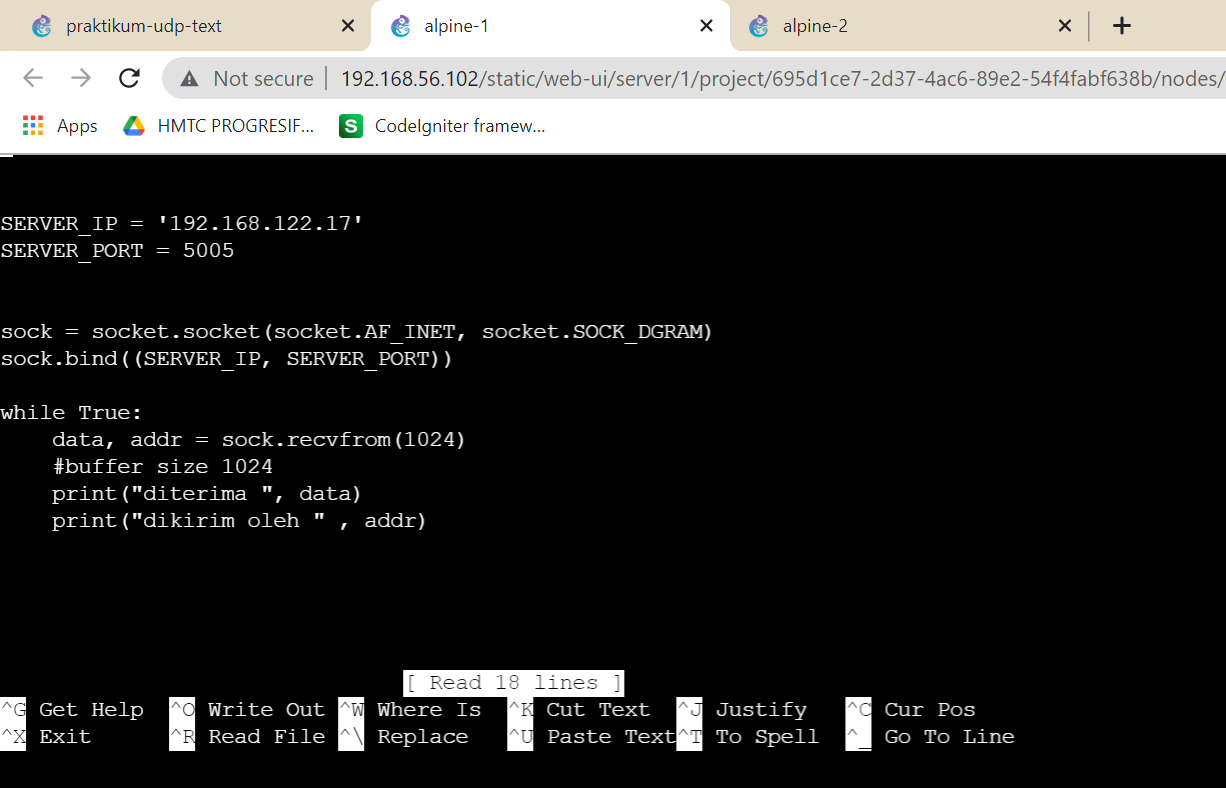 praktikum-udp-text
alpine-1
alpine-2
Not secure
192.168.56.102/static/web-ui/server/1/project/695d1ce7-2d37-4ac6-89e2-54f4fabf638b/nodes/
Apps
HMTC PROGRESIF...
S
CodeIgniter framew...
SERVER_IP = '192.168.122.17'
SERVER_PORT = 5005
sock = socket.socket(socket.AF_INET, socket.SOCK_DGRAM)
sock.bind((SERVER_IP, SERVER_PORT))
while True:
    data, addr = sock.recvfrom(1024)
    #buffer size 1024
    print("diterima ", data)
    print("dikirim oleh " , addr)
[ Read 18 lines ]
^G Get Help  ^O Write Out ^W Where Is  ^K Cut Text  ^J Justify   ^C Cur Pos
^X Exit      ^R Read File ^\ Replace   ^U Paste Text^T To Spell  ^_ Go To Line